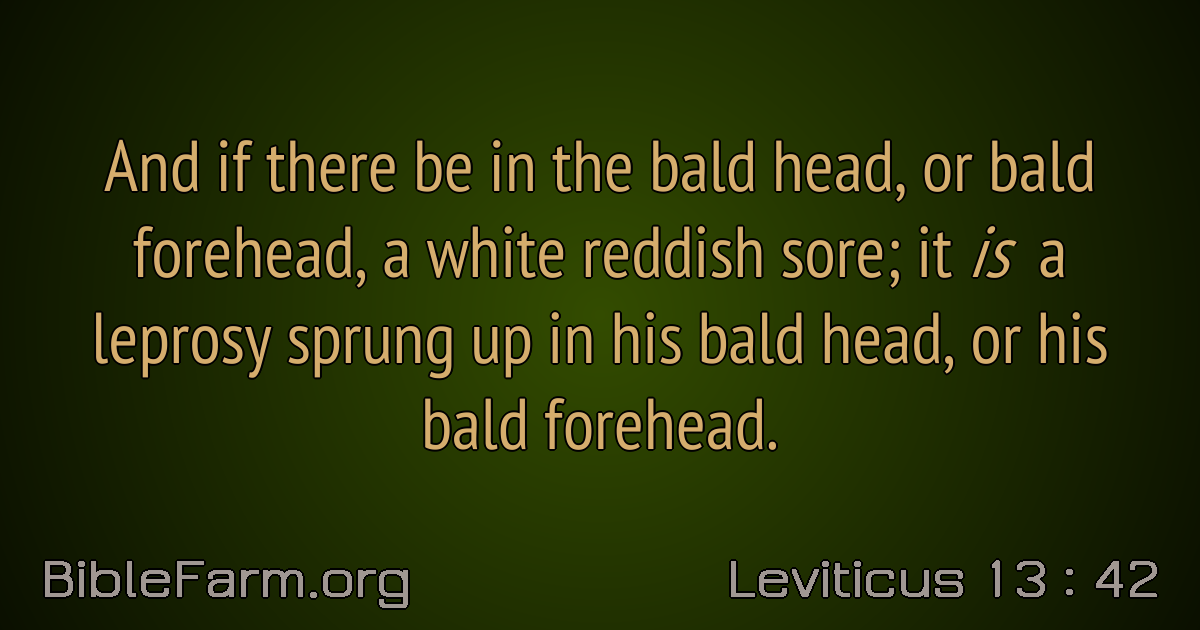 And if there be in the bald head, or bald
forehead, a white reddish sore; it is a
leprosy sprung up in his bald head, or his
bald forehead.
BibleFarm.org
Leviticus 13 : 42